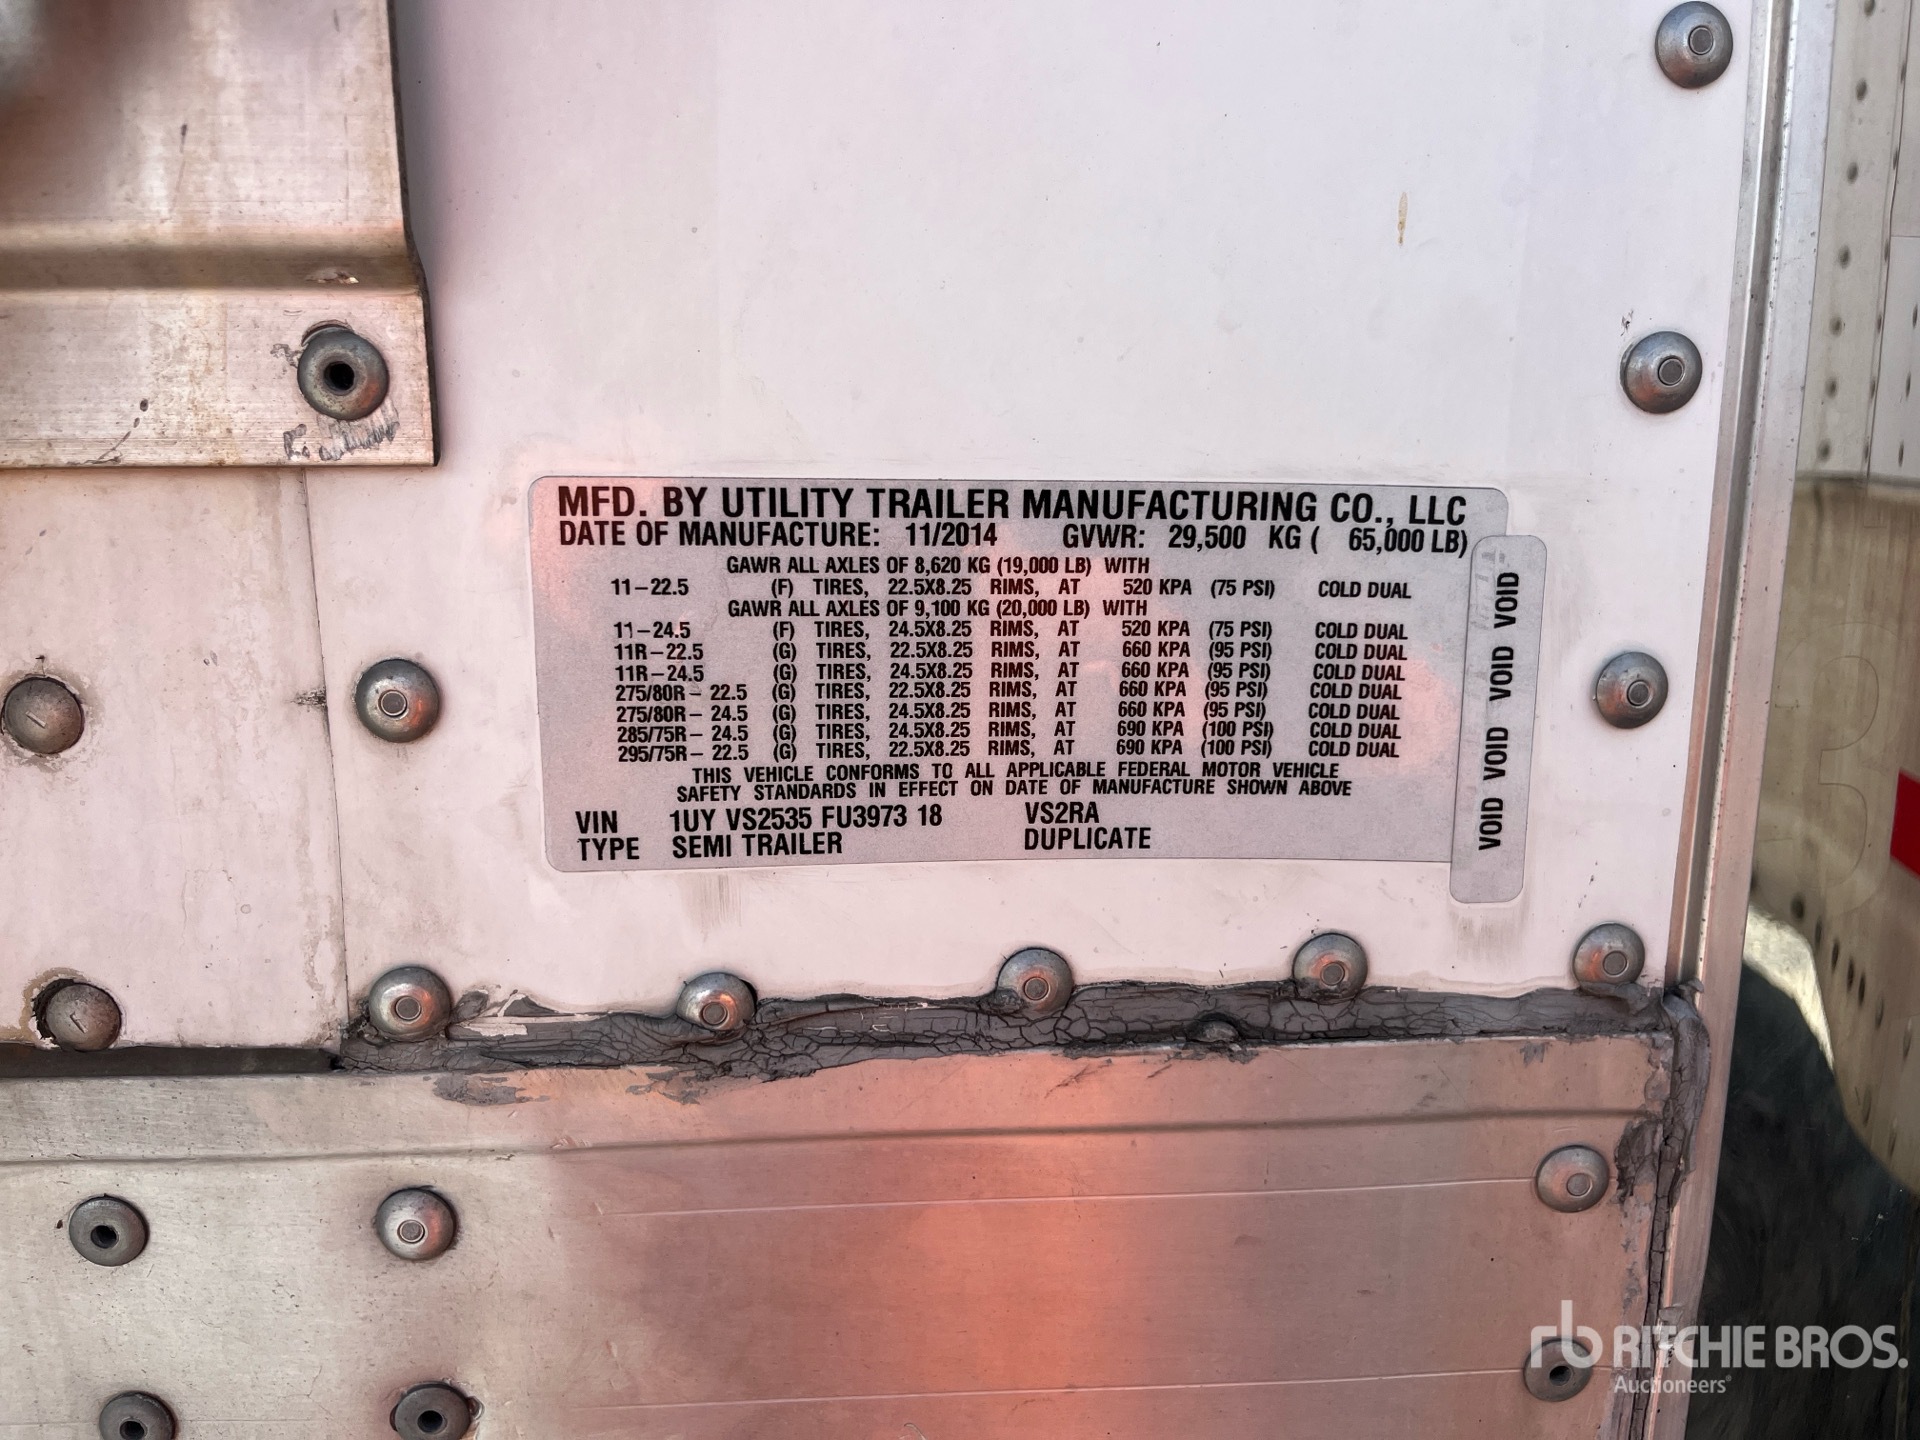 MFD. BY UTILITY TRAILER MANUFACTURING CO., LLC
DATE OF MANUFACTURE: 11/2014 GVWR: 29,500 KG ( 65,000 LB)
GAWR ALL AXLES OF 8,620 KG (19,000 LB) WITH
11-22.5 (F) TIRES, 22.5X8.25 RIMS, AT 520 KPA (75 PSI) COLD DUAL
GAWR ALL AXLES OF 9,100 KG (20,000 LB) WITH
11-24.5 (F) TIRES, 24.5X8.25 RIMS, AT 520 KPA (75 PSI) COLD DUAL
11R-22.5 (G) TIRES, 22.5X8.25 RIMS, AT 660 KPA (95 PSI) COLD DUAL
11R-24.5 (G) TIRES, 24.5X8.25 RIMS, AT 660 KPA (95 PSI) COLD DUAL
275/80R-22.5 (G) TIRES, 22.5X8.25 RIMS, AT 660 KPA (95 PSI) COLD DUAL
275/80R-24.5 (G) TIRES, 24.5X8.25 RIMS, AT 660 KPA (95 PSI) COLD DUAL
285/75R-24.5 (G) TIRES, 24.5X8.25 RIMS, AT 690 KPA (100 PSI) COLD DUAL
295/75R-22.5 (G) TIRES, 22.5X8.25 RIMS, AT 690 KPA (100 PSI) COLD DUAL
THIS VEHICLE CONFORMS TO ALL APPLICABLE FEDERAL MOTOR VEHICLE
SAFETY STANDARDS IN EFFECT ON DATE OF MANUFACTURE SHOWN ABOVE
VIN 1UY VS2535 FU3973 18 VS2RA
TYPE SEMI TRAILER DUPLICATE
VOID VOID VOID VOID
rb RITCHIE BROS.
Auctioneers